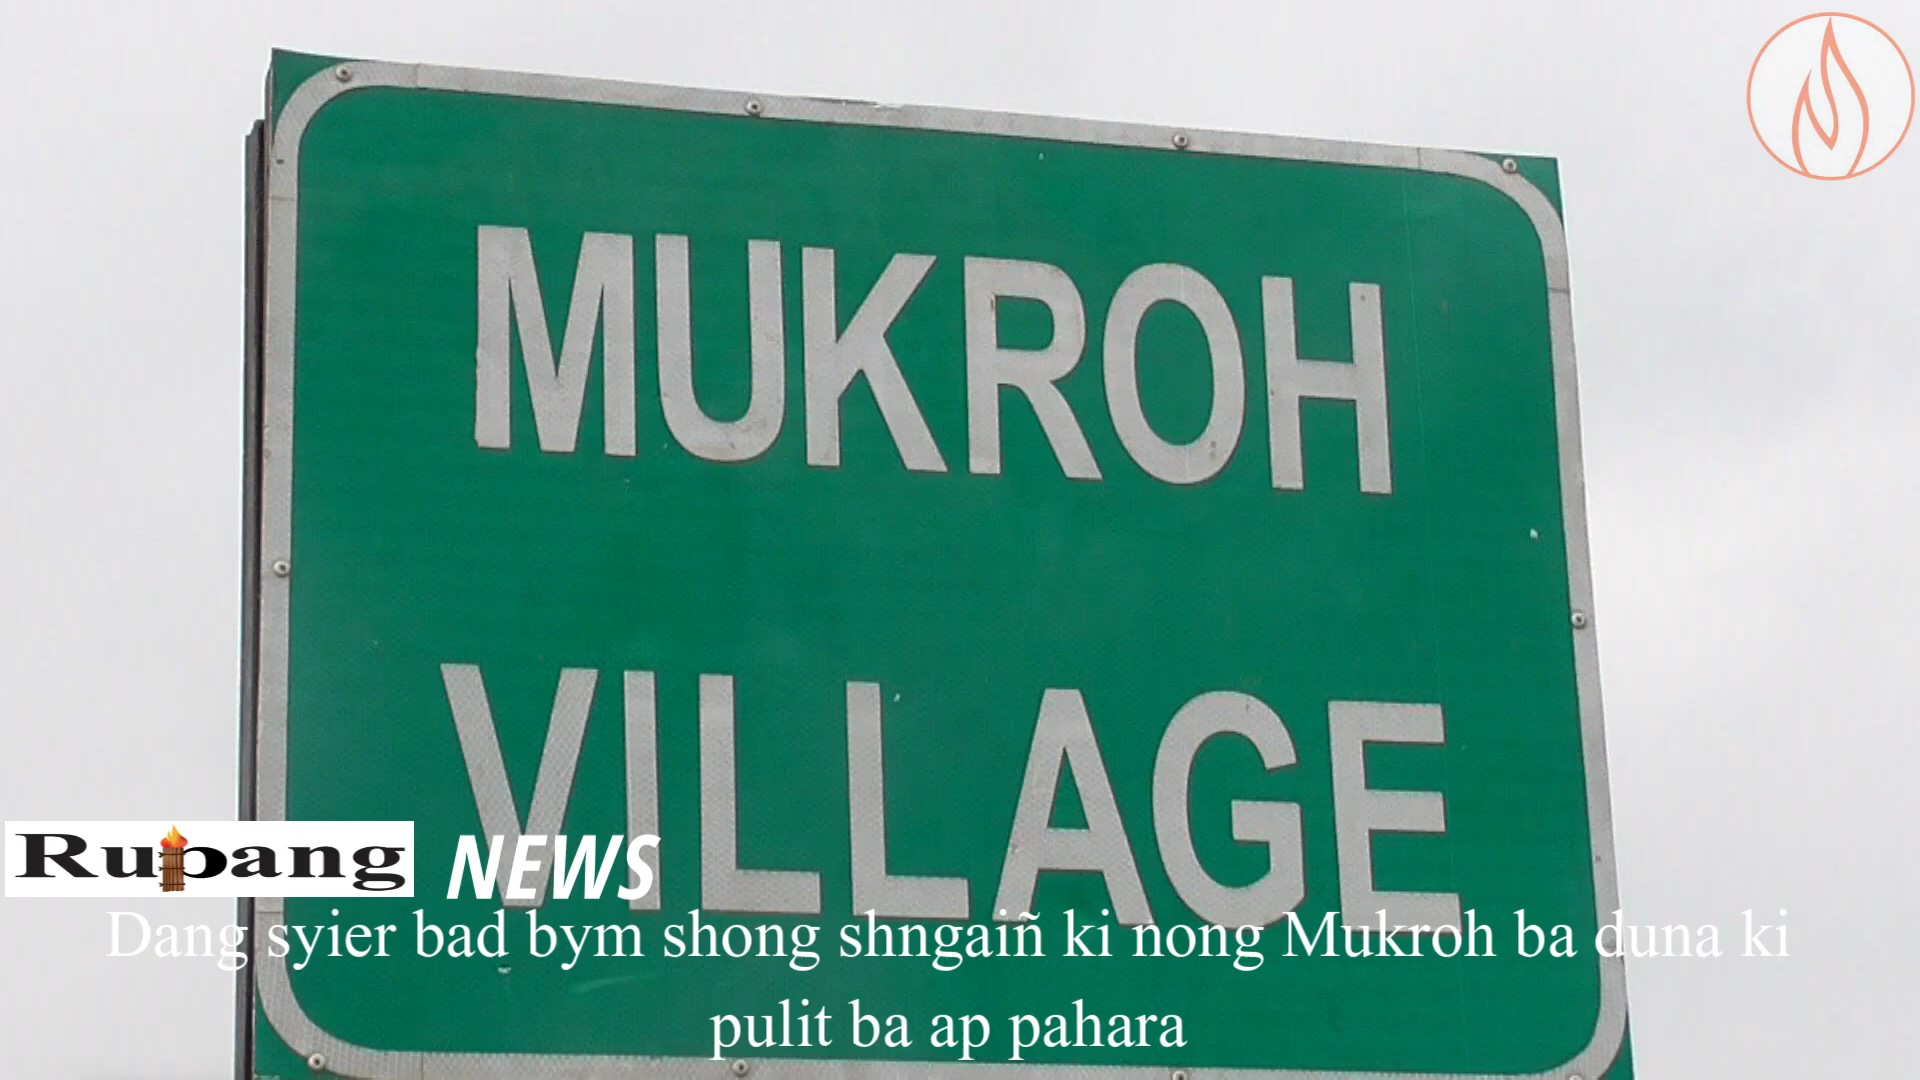 MUKROH
VILLAGE
Rupang NEWS
Dang syier bad bym shong shngaiñ ki nong Mukroh ba duna ki
pulit ba ap pahara